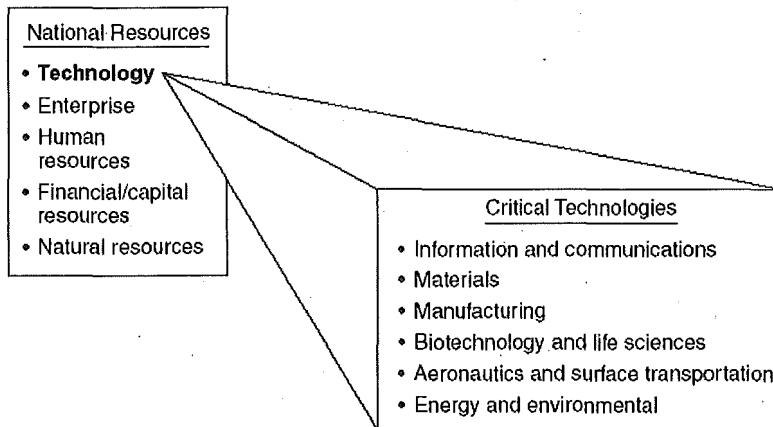 National Resources
• Technology
• Enterprise
• Human
resources
• Financial/capital
resources
• Natural resources
Critical Technologies
• Information and communications
• Materials
• Manufacturing
• Biotechnology and life sciences
• Aeronautics and surface transportation
• Energy and environmental